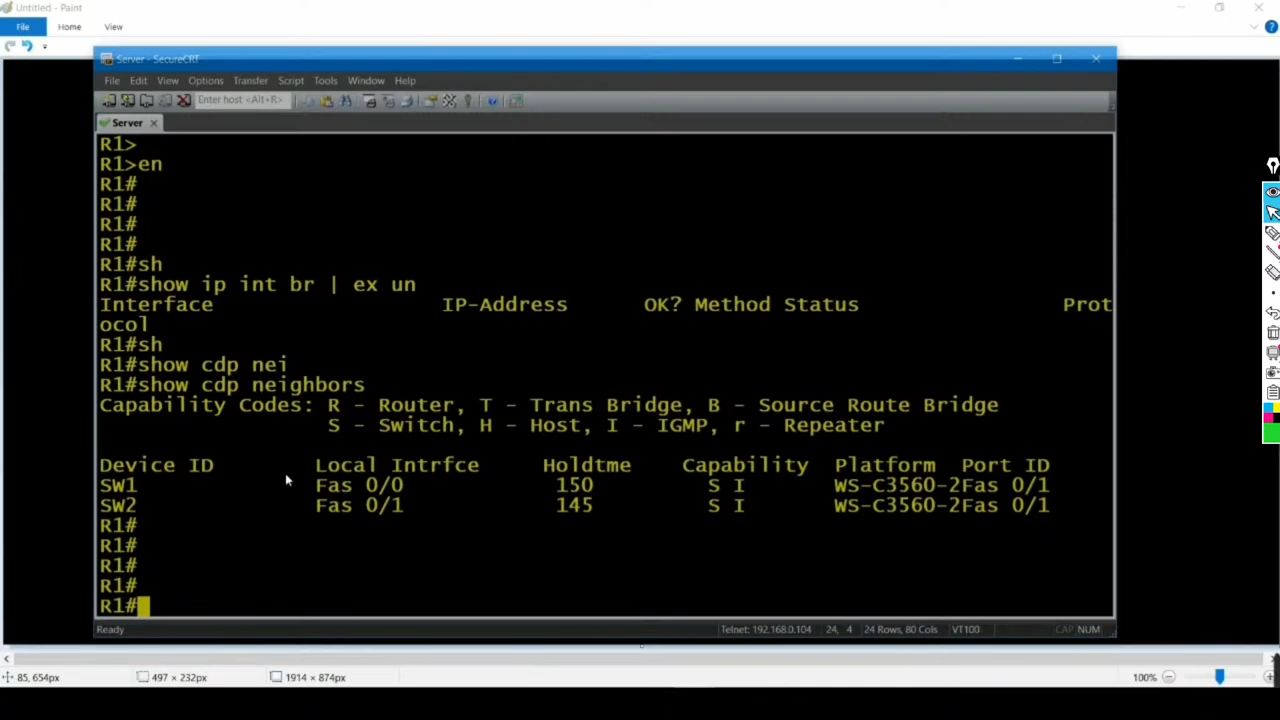 Untitled - Paint
File Home View
Server - SecureCRT
File Edit View Options Transfer Script Tools Window Help
Enter host <Alt+R>
Server
R1>
R1>en
R1#
R1#
R1#
R1#
R1#sh
R1#show ip int br | ex un
Interface IP-Address OK? Method Status Prot
ocol
R1#sh
R1#show cdp nei
R1#show cdp neighbors
Capability Codes: R - Router, T - Trans Bridge, B - Source Route Bridge
S - Switch, H - Host, I - IGMP, r - Repeater
Device ID Local Intrfce Holdtme Capability Platform Port ID
SW1 Fas 0/0 150 S I WS-C3560-2Fas 0/1
SW2 Fas 0/1 145 S I WS-C3560-2Fas 0/1
R1#
R1#
R1#
R1#
R1#
Ready Telnet: 192.168.0.104 24, 4 24 Rows, 80 Cols VT100 CAP NUM
85, 654px 497 × 232px 1914 × 874px 100%